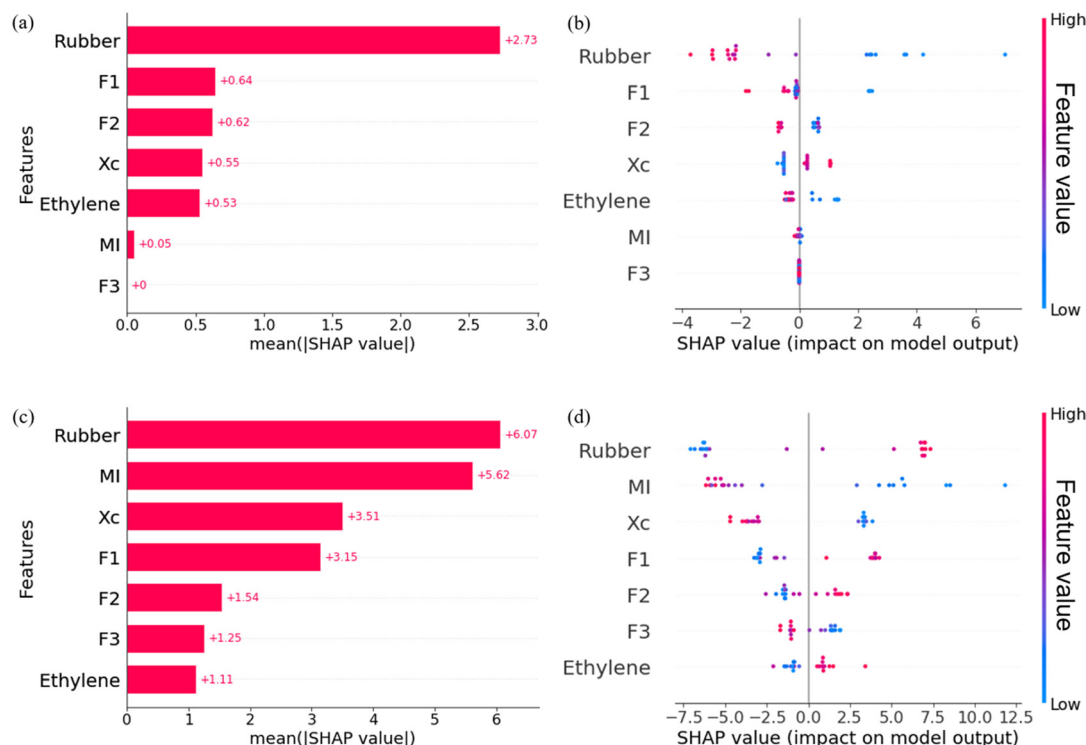 (a)
Features
Rubber
+2.73
F1
+0.64
F2
+0.62
Xc
+0.55
Ethylene
+0.53
MI
+0.05
F3
+0
0.0 0.5 1.0 1.5 2.0 2.5 3.0
mean(|SHAP value|)
(b)
Rubber
F1
F2
Xc
Ethylene
MI
F3
−4 −2 0 2 4 6
SHAP value (impact on model output)
High
Feature value
Low
(c)
Features
Rubber
+6.07
MI
+5.62
Xc
+3.51
F1
+3.15
F2
+1.54
F3
+1.25
Ethylene
+1.11
0 1 2 3 4 5 6
mean(|SHAP value|)
(d)
Rubber
MI
Xc
F1
F2
F3
Ethylene
−7.5 −5.0 −2.5 0.0 2.5 5.0 7.5 10.0 12.5
SHAP value (impact on model output)
High
Feature value
Low